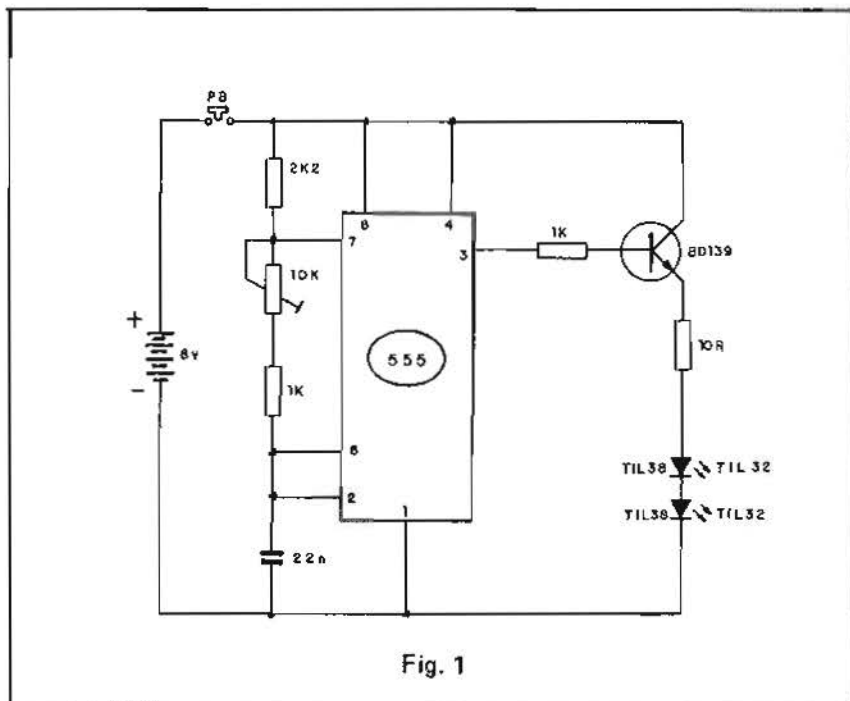 PB
2K2
8
4
7
3
1K
BD139
10K
+
6V
-
555
10R
1K
6
TIL38 TIL32
2
1
TIL38 TIL32
22n
Fig. 1